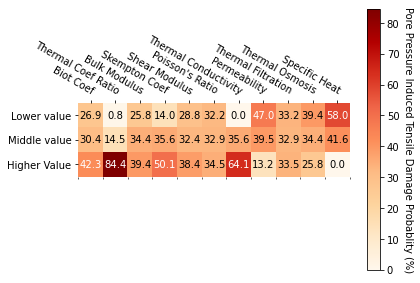 Biot Coef
Thermal Coef Ratio
Bulk Modulus
Skempton Coef
Shear Modulus
Poisson's Ratio
Thermal Conductivity
Permeability
Thermal Filtration
Thermal Osmosis
Specific Heat
Lower value 26.9 0.8 25.8 14.0 28.8 32.2 0.0 47.0 33.2 39.4 58.0
Middle value 30.4 14.5 34.4 35.6 32.4 32.9 35.6 39.5 32.9 34.4 41.6
Higher Value 42.3 84.4 39.4 50.1 38.4 34.5 64.1 13.2 33.5 25.8 0.0
80
70
60
50
40
30
20
10
0
Pore Pressure Induced Tensile Damage Probablity (%)